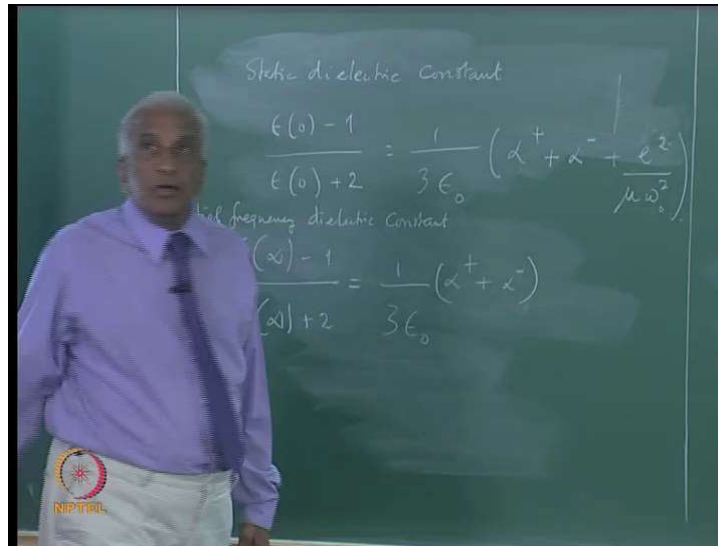 Static dielectric Constant
ϵ(0) - 1 / ϵ(0) + 2 = 1 / 3ϵ₀ (α⁺ + α⁻ + e² / μω₀²)
frequency dielectric Constant
(∞) - 1 / (∞) + 2 = 1 / 3ϵ₀ (α⁺ + α⁻)
NPTEL